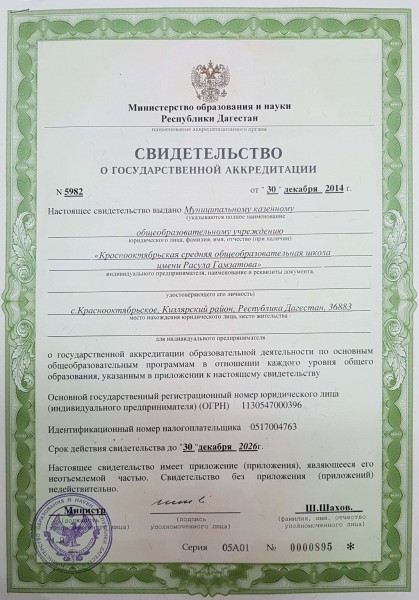 Министерство образования и науки
Республики Дагестан
наименование аккредитационного органа
СВИДЕТЕЛЬСТВО
О ГОСУДАРСТВЕННОЙ АККРЕДИТАЦИИ
N 5982 от "30" декабря 2014 г.
Настоящее свидетельство выдано Муниципальному казенному
(указываются полное наименование
общеобразовательному учреждению
юридического лица, фамилия, имя, отчество (при наличии)
«Краснооктябрьская средняя общеобразовательная школа
имени Расула Гамзатова»
индивидуального предпринимателя, наименование и реквизиты документа,
удостоверяющего его личность)
с.Краснооктябрьское, Кизлярский район, Республика Дагестан, 36883
место нахождения юридического лица, место жительства -
для индивидуального предпринимателя
о государственной аккредитации образовательной деятельности по основным
общеобразовательным программам в отношении каждого уровня общего
образования, указанным в приложении к настоящему свидетельству
Основной государственный регистрационный номер юридического лица
(индивидуального предпринимателя) (ОГРН) 1130547000396
Идентификационный номер налогоплательщика 0517004763
Срок действия свидетельства до "30"декабря 2026г.
Настоящее свидетельство имеет приложение (приложения), являющееся его
неотъемлемой частью. Свидетельство без приложения (приложений)
недействительно.
Министр Ш.Шахов.
(должность (подпись (фамилия, имя, отчество
уполномоченного лица) уполномоченного лица) уполномоченного лица)
Серия 05А01 № 0000895 *